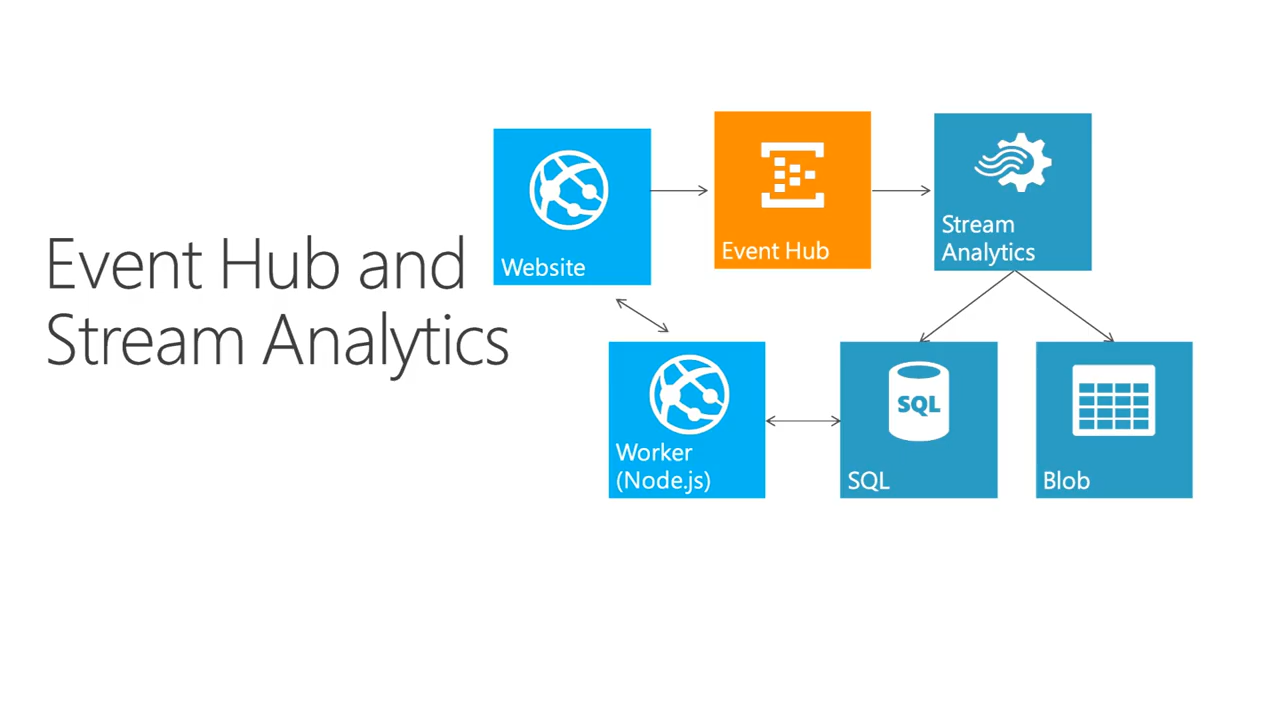 Event Hub and
Stream Analytics
Website
Event Hub
Stream
Analytics
Worker
(Node.js)
SQL
SQL
Blob